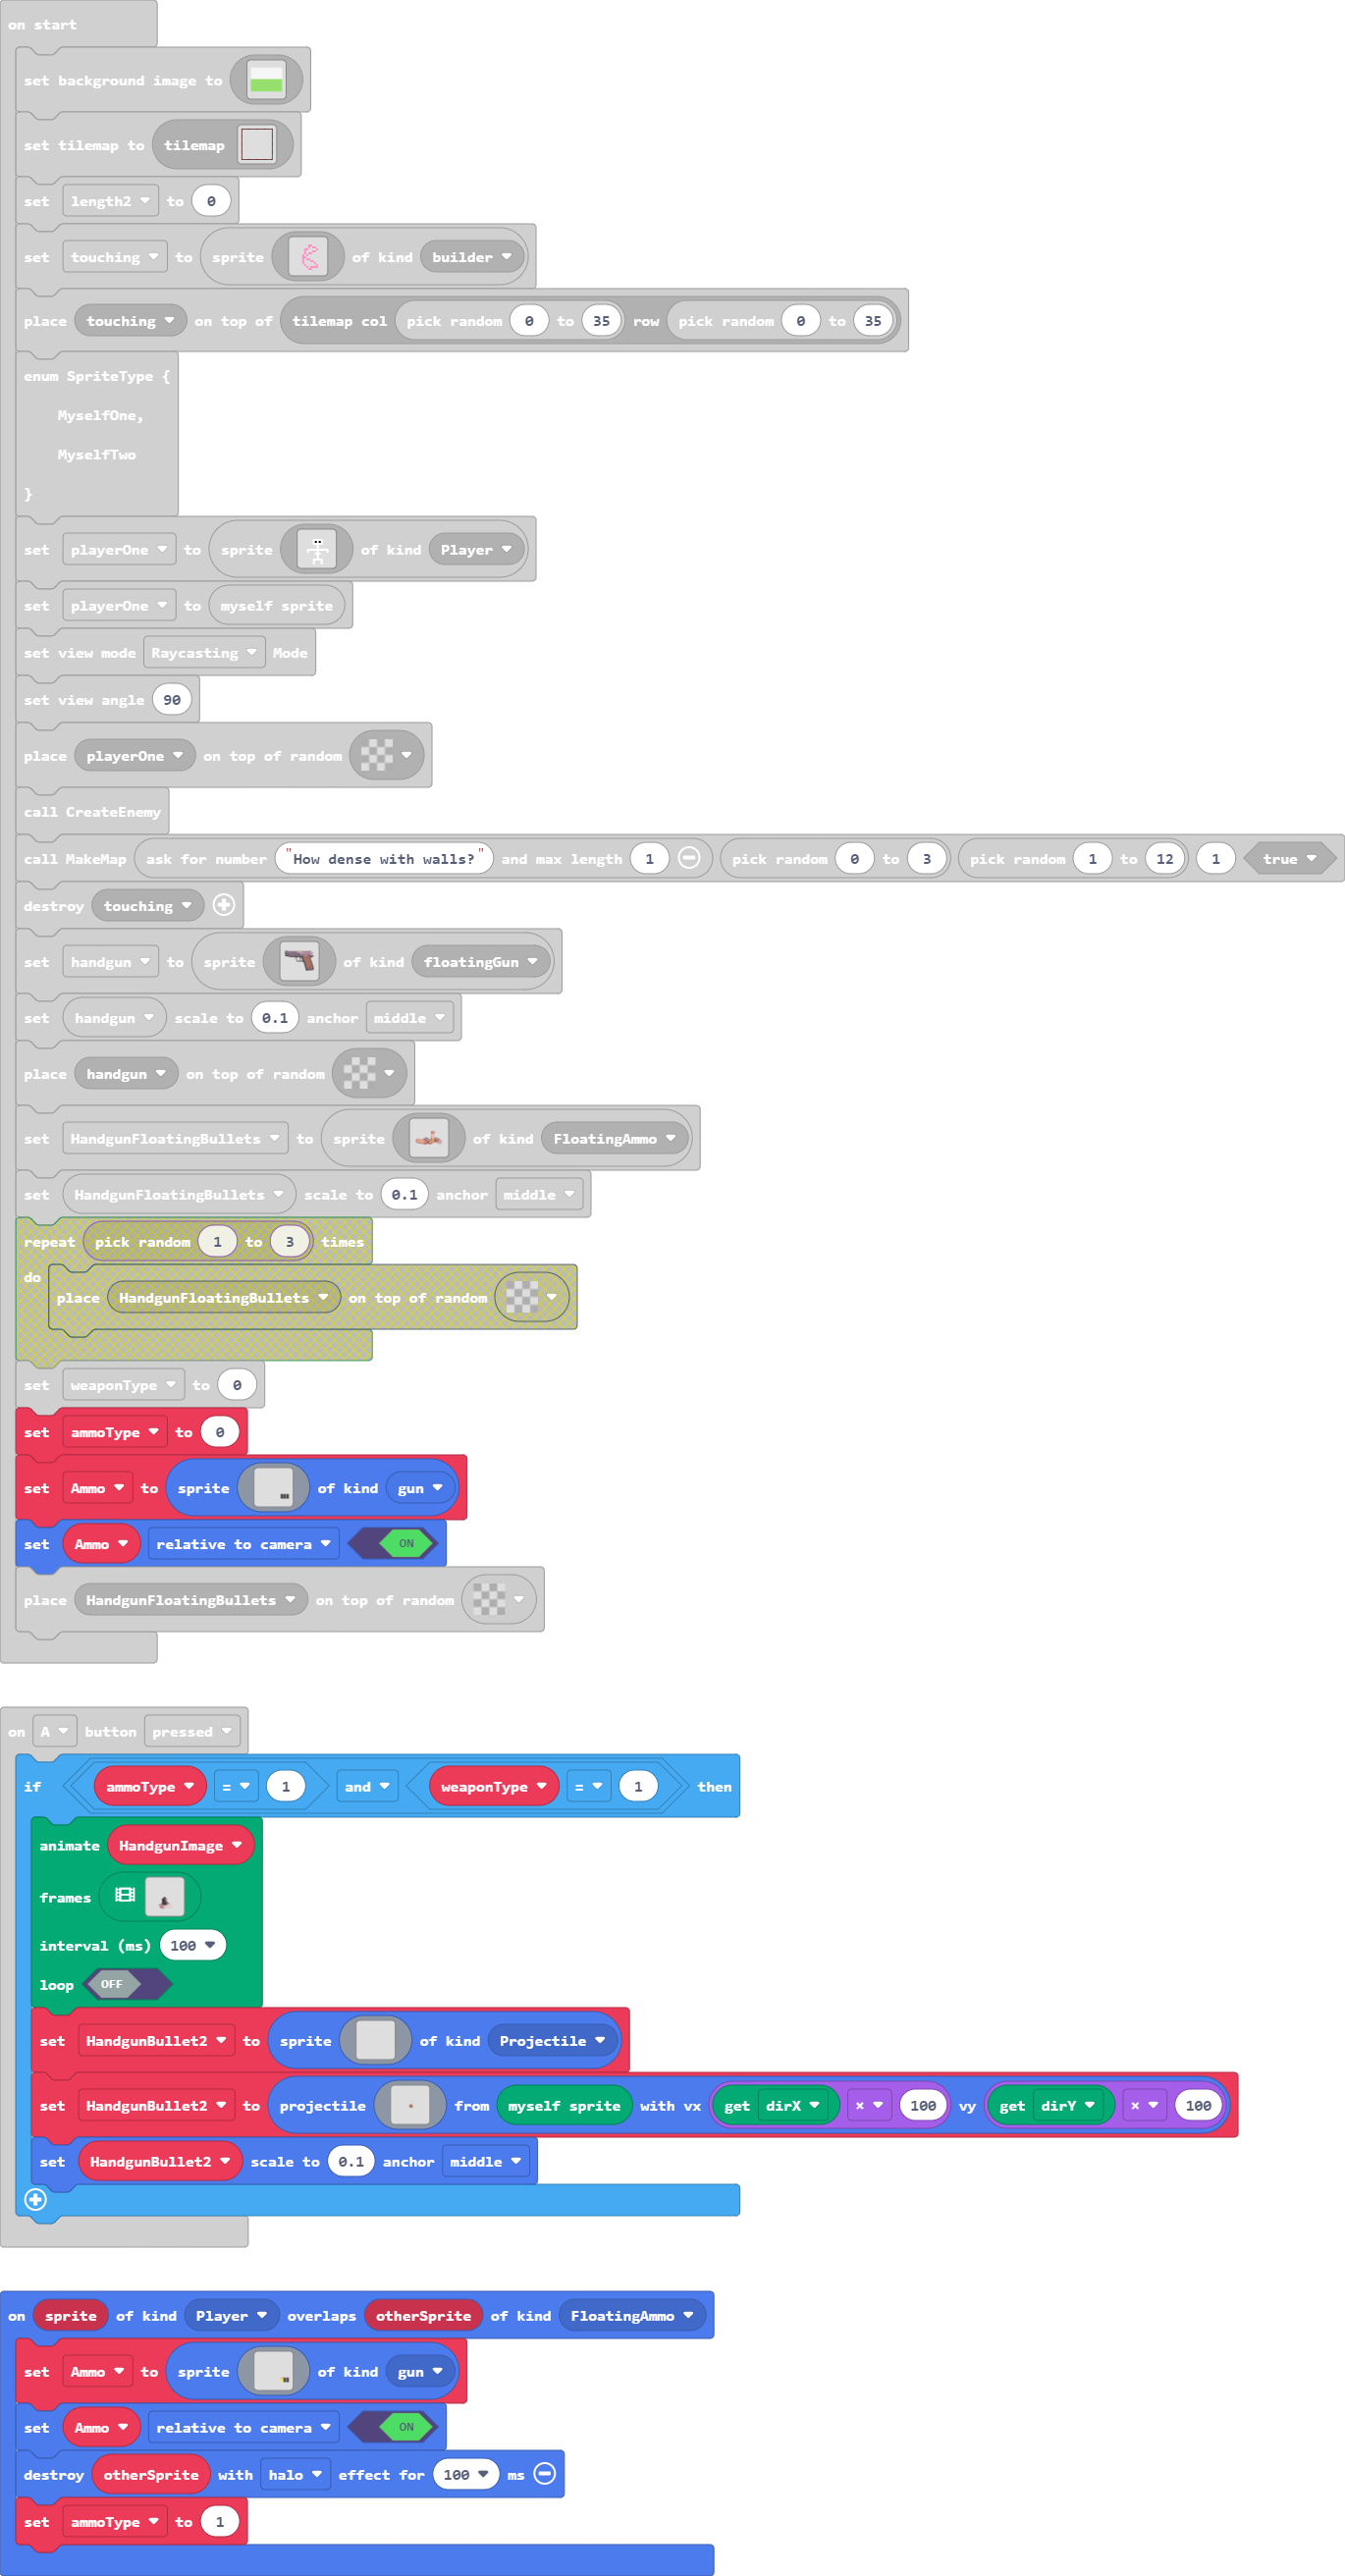 on start
set background image to
set tilemap to tilemap
set length2 to 0
set touching to sprite of kind builder
place touching on top of tilemap col pick random 0 to 35 row pick random 0 to 35
enum SpriteType {
MyselfOne,
MyselfTwo
}
set playerOne to sprite of kind Player
set playerOne to myself sprite
set view mode Raycasting Mode
set view angle 90
place playerOne on top of random
call CreateEnemy
call MakeMap ask for number "How dense with walls?" and max length 1 pick random 0 to 3 pick random 1 to 12 1 true
destroy touching
set handgun to sprite of kind floatingGun
set handgun scale to 0.1 anchor middle
place handgun on top of random
set HandgunFloatingBullets to sprite of kind FloatingAmmo
set HandgunFloatingBullets scale to 0.1 anchor middle
repeat pick random 1 to 3 times
do
place HandgunFloatingBullets on top of random
set weaponType to 0
set ammoType to 0
set Ammo to sprite of kind gun
set Ammo relative to camera ON
place HandgunFloatingBullets on top of random
on A button pressed
if ammoType = 1 and weaponType = 1 then
animate HandgunImage
frames
interval (ms) 100
loop OFF
set HandgunBullet2 to sprite of kind Projectile
set HandgunBullet2 to projectile from myself sprite with vx get dirX × 100 vy get dirY × 100
set HandgunBullet2 scale to 0.1 anchor middle
on sprite of kind Player overlaps otherSprite of kind FloatingAmmo
set Ammo to sprite of kind gun
set Ammo relative to camera ON
destroy otherSprite with halo effect for 100 ms
set ammoType to 1